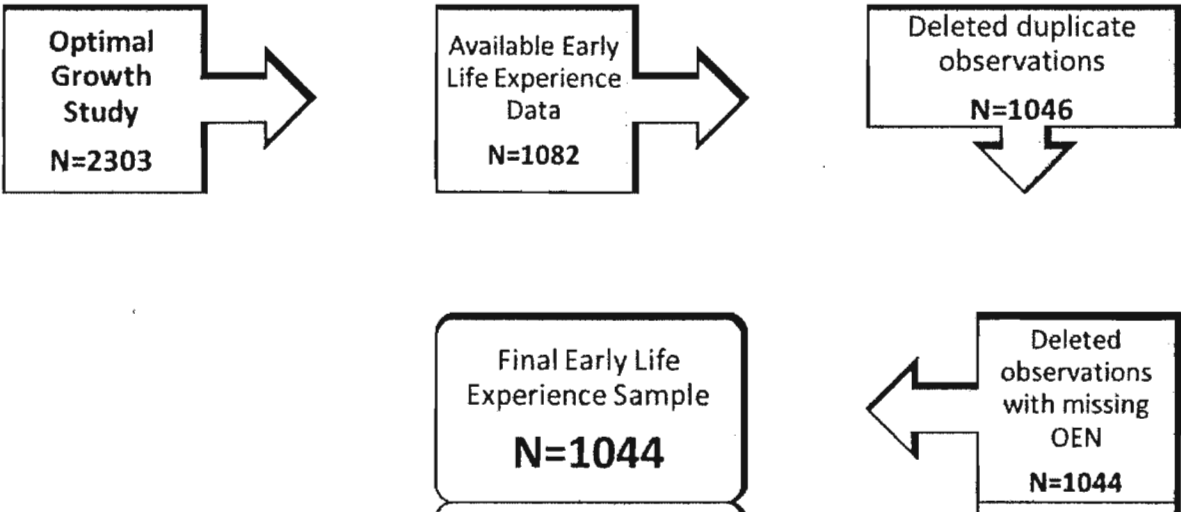 Optimal
Growth
Study
N=2303
Available Early
Life Experience
Data
N=1082
Deleted duplicate
observations
N=1046
Deleted
observations
with missing
OEN
N=1044
Final Early Life
Experience Sample
N=1044